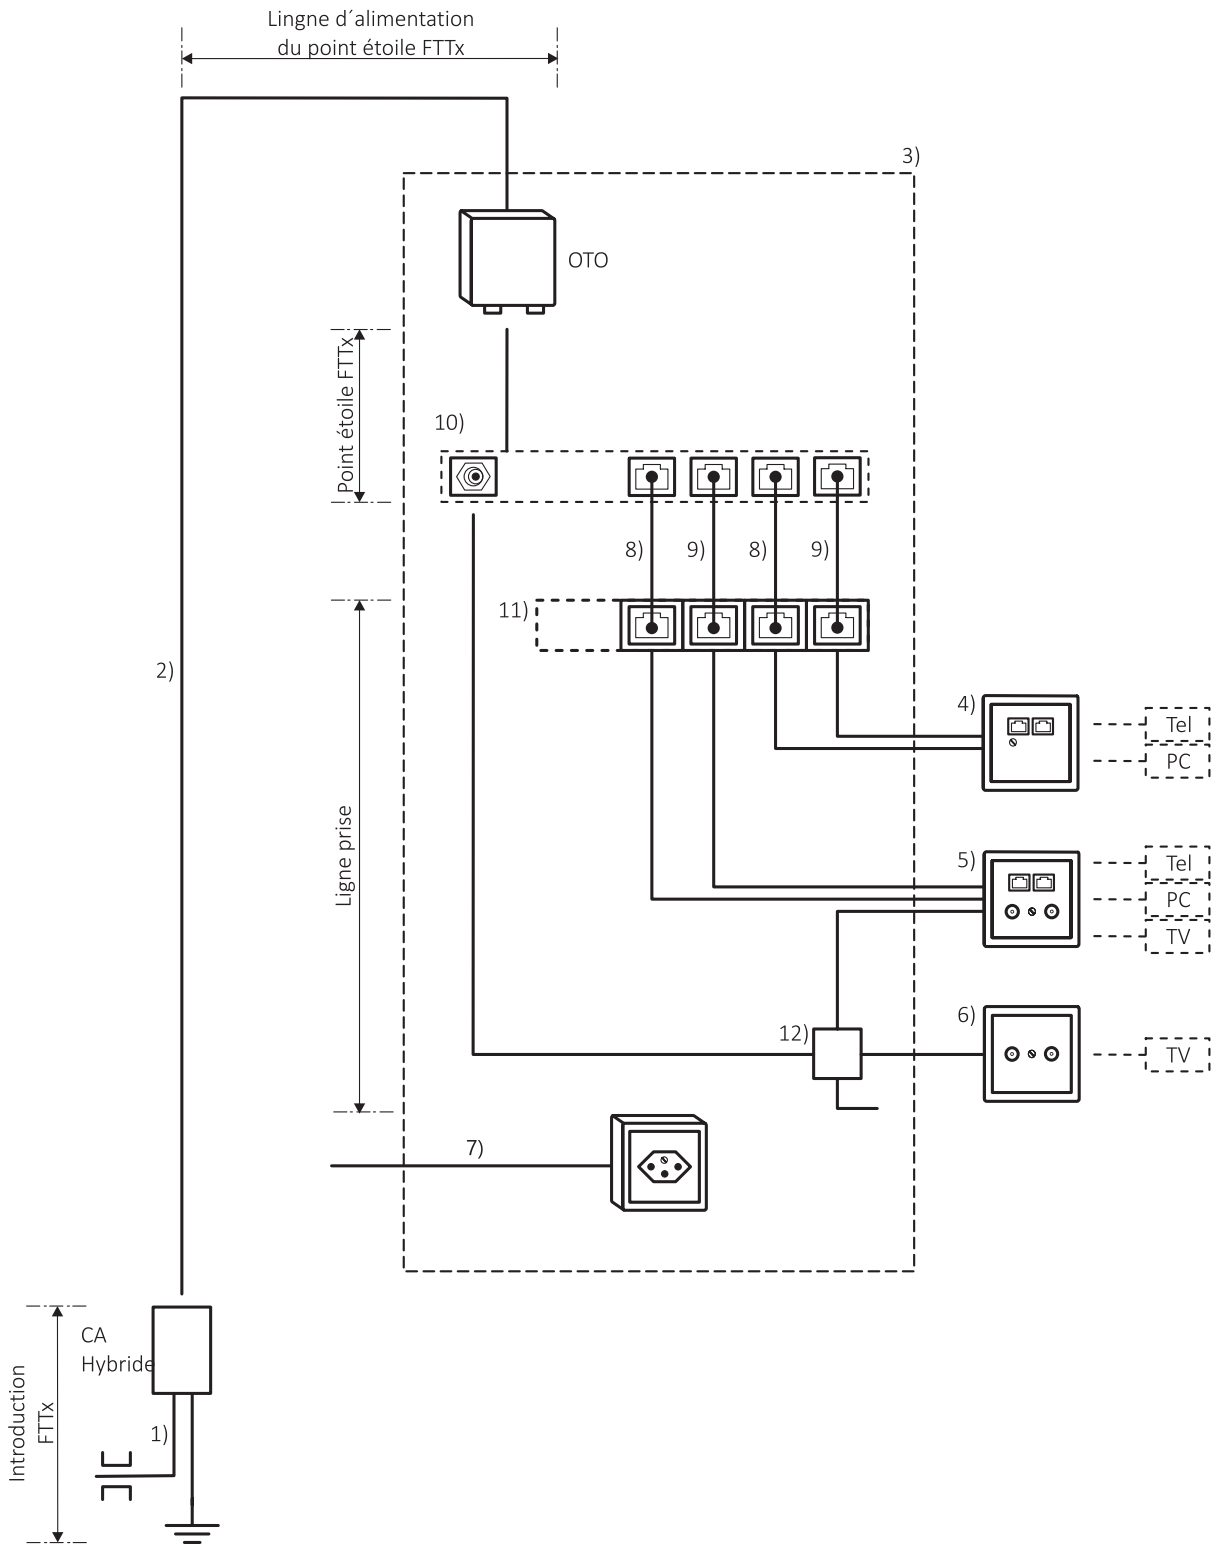 Lingne d´alimentation
du point étoile FTTx
3)
OTO
Point étoile FTTx
10)
8)
9)
8)
9)
11)
2)
4)
Tel
PC
Ligne prise
5)
Tel
PC
TV
6)
12)
TV
7)
CA
Hybride
Introduction
FTTx
1)